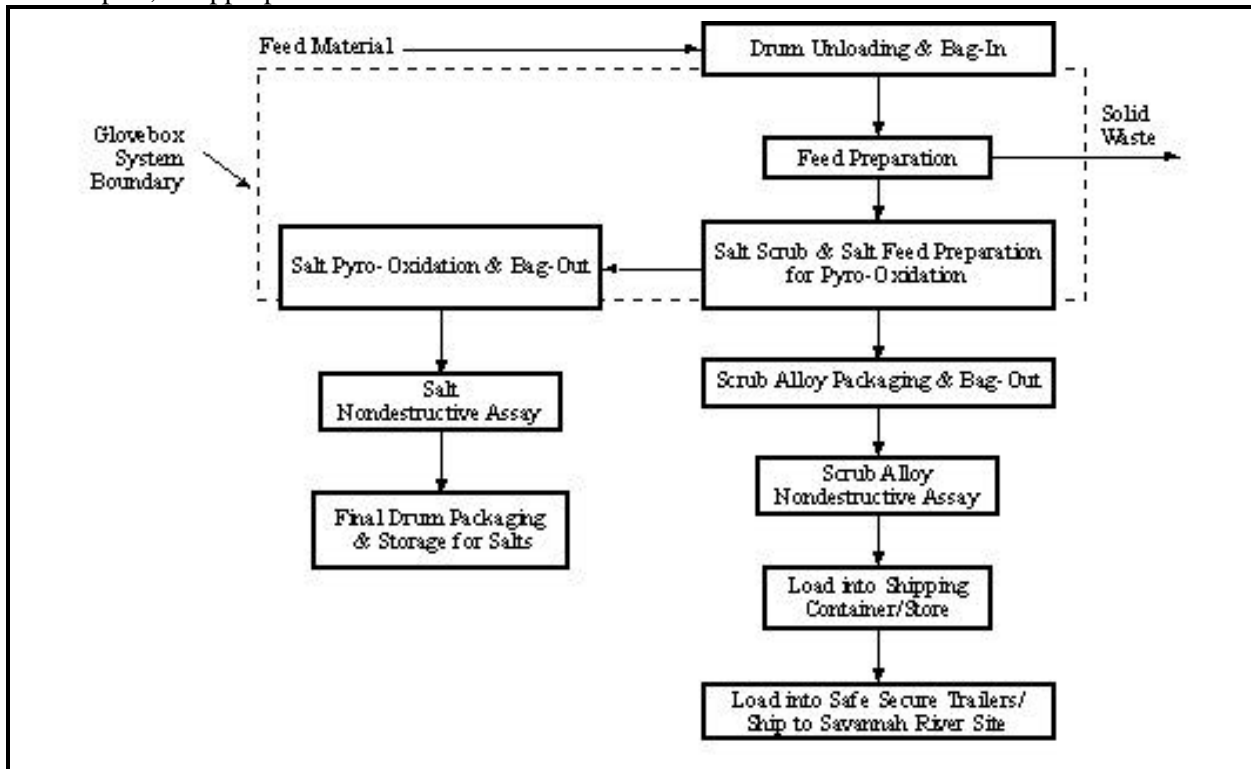 Feed Material
Drum Unloading & Bag-In
Glovebox
System
Boundary
Solid
Waste
Feed Preparation
Salt Pyro-Oxidation & Bag-Out
Salt Scrub & Salt Feed Preparation
for Pyro-Oxidation
Salt
Nondestructive Assay
Scrub Alloy Packaging & Bag-Out
Scrub Alloy
Nondestructive Assay
Final Drum Packaging
& Storage for Salts
Load into Shipping
Container/Store
Load into Safe Secure Trailers/
Ship to Savannah River Site